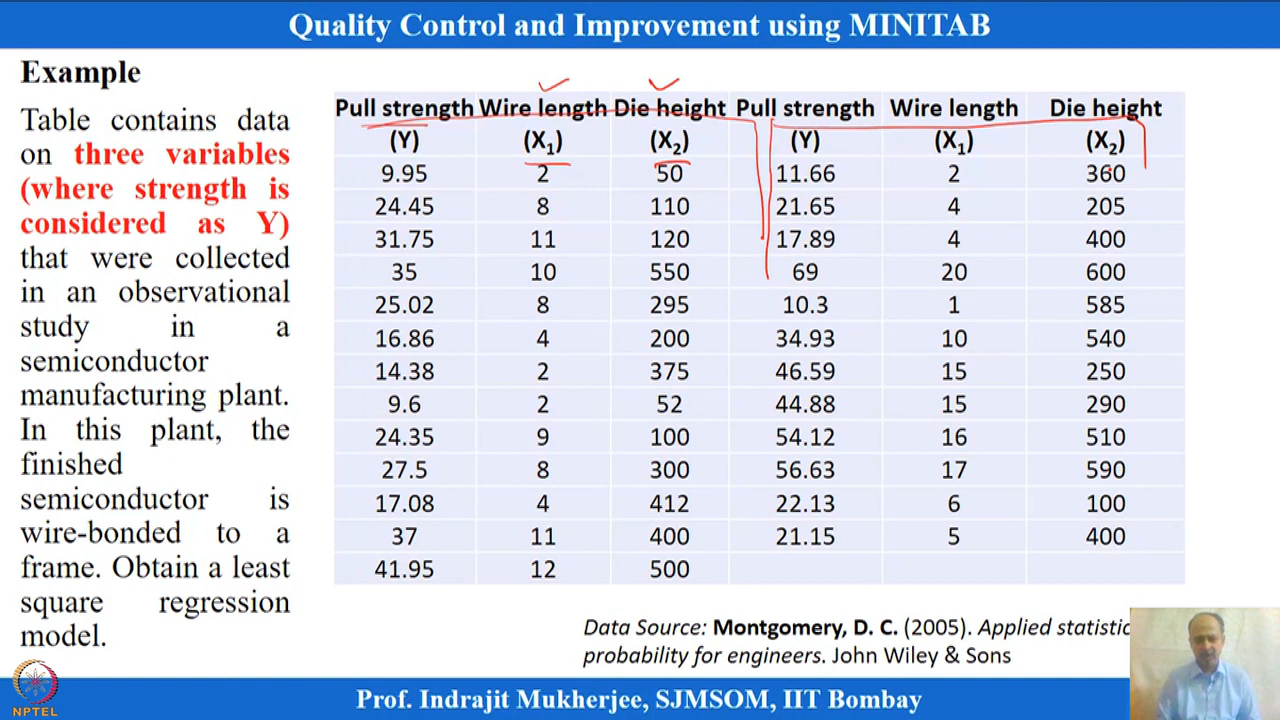 Quality Control and Improvement using MINITAB
Example
Table contains data
on three variables
(where strength is
considered as Y)
that were collected
in an observational
study in a
semiconductor
manufacturing plant.
In this plant, the
finished
semiconductor is
wire-bonded to a
frame. Obtain a least
square regression
model.
Pull strength Wire length Die height Pull strength Wire length Die height
(Y) (X₁) (X₂) (Y) (X₁) (X₂)
9.95 2 50 11.66 2 360
24.45 8 110 21.65 4 205
31.75 11 120 17.89 4 400
35 10 550 69 20 600
25.02 8 295 10.3 1 585
16.86 4 200 34.93 10 540
14.38 2 375 46.59 15 250
9.6 2 52 44.88 15 290
24.35 9 100 54.12 16 510
27.5 8 300 56.63 17 590
17.08 4 412 22.13 6 100
37 11 400 21.15 5 400
41.95 12 500
Data Source: Montgomery, D. C. (2005). Applied
probability for engineers. John Wiley & Sons
NPTEL
Prof. Indrajit Mukherjee, SJMSOM, IIT Bombay